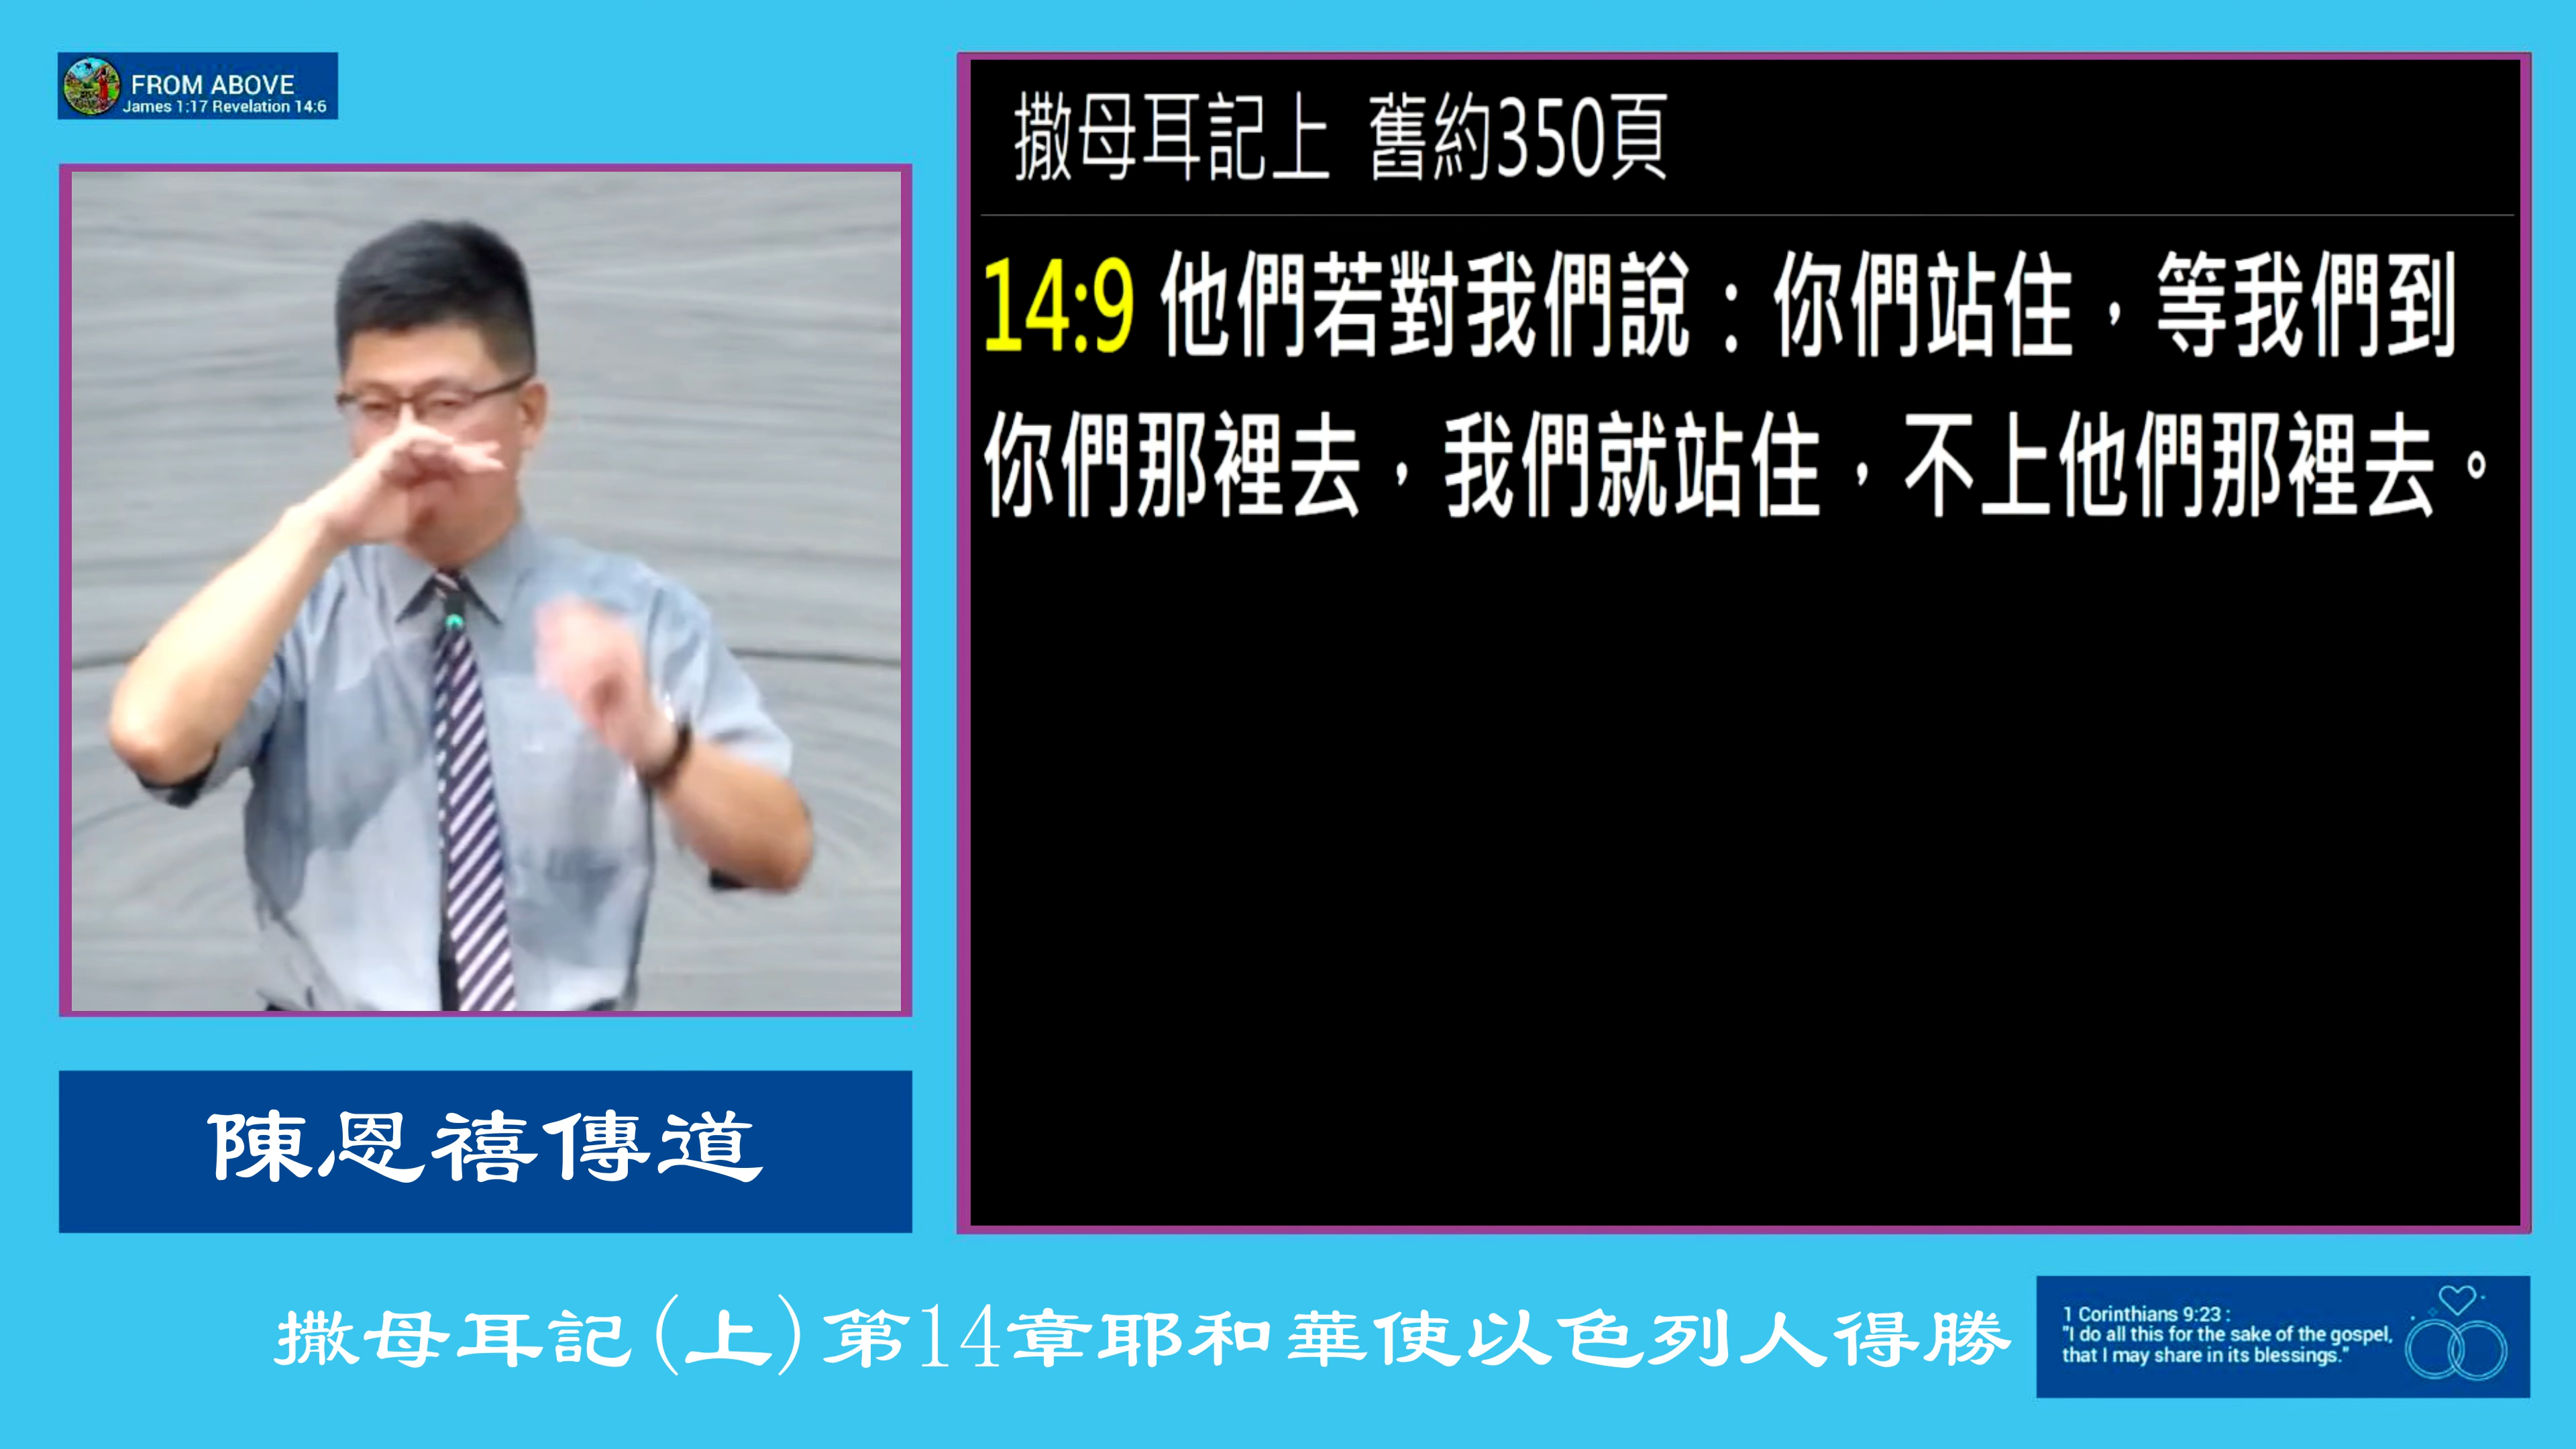 FROM ABOVE
James 1:17 Revelation 14:6
撒母耳記上 舊約350頁
14:9 他們若對我們說：你們站住，等我們到
你們那裡去，我們就站住，不上他們那裡去。
陳恩禧傳道
撒母耳記(上)第14章耶和華使以色列人得勝
1 Corinthians 9:23 :
"I do all this for the sake of the gospel,
that I may share in its blessings."